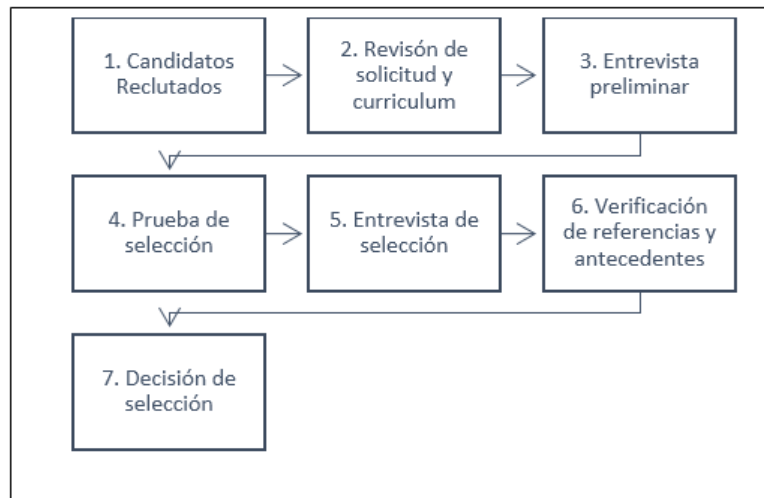 1. Candidatos
Reclutados
2. Revisón de
solicitud y
curriculum
3. Entrevista
preliminar
4. Prueba de
selección
5. Entrevista de
selección
6. Verificación
de referencias y
antecedentes
7. Decisión de
selección